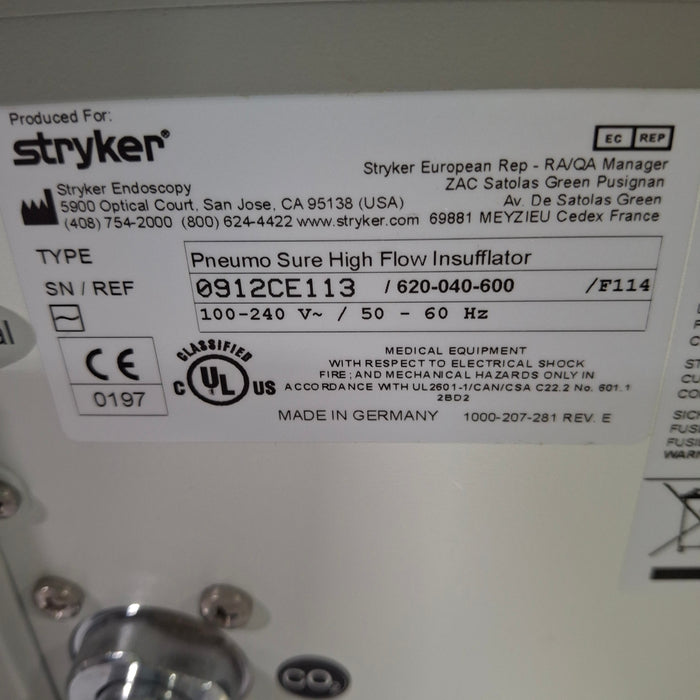 Produced For:
stryker®
EC REP
Stryker European Rep - RA/QA Manager
ZAC Satolas Green Pusignan
Av. De Satolas Green
69881 MEYZIEU Cedex France
Stryker Endoscopy
5900 Optical Court, San Jose, CA 95138 (USA)
(408) 754-2000 (800) 624-4422 www.stryker.com
TYPE
Pneumo Sure High Flow Insufflator
SN / REF
0912CE113 / 620-040-600 /F114
100-240 V~ / 50 - 60 Hz
CE
0197
CLASSIFIED
C UL US
MEDICAL EQUIPMENT
WITH RESPECT TO ELECTRICAL SHOCK
FIRE; AND MECHANICAL HAZARDS ONLY IN
ACCORDANCE WITH UL2601-1/CAN/CSA C22.2 No. 601.1
2BD2
MADE IN GERMANY 1000-207-281 REV. E
CO₂